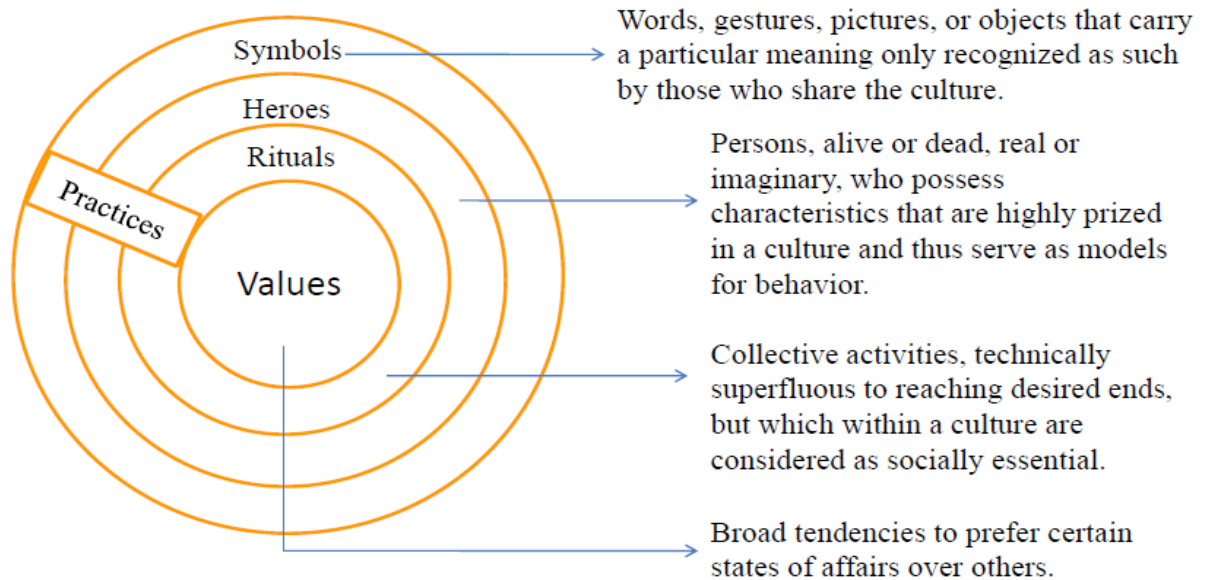 Symbols
Heroes
Rituals
Practices
Values
Words, gestures, pictures, or objects that carry
a particular meaning only recognized as such
by those who share the culture.
Persons, alive or dead, real or
imaginary, who possess
characteristics that are highly prized
in a culture and thus serve as models
for behavior.
Collective activities, technically
superfluous to reaching desired ends,
but which within a culture are
considered as socially essential.
Broad tendencies to prefer certain
states of affairs over others.